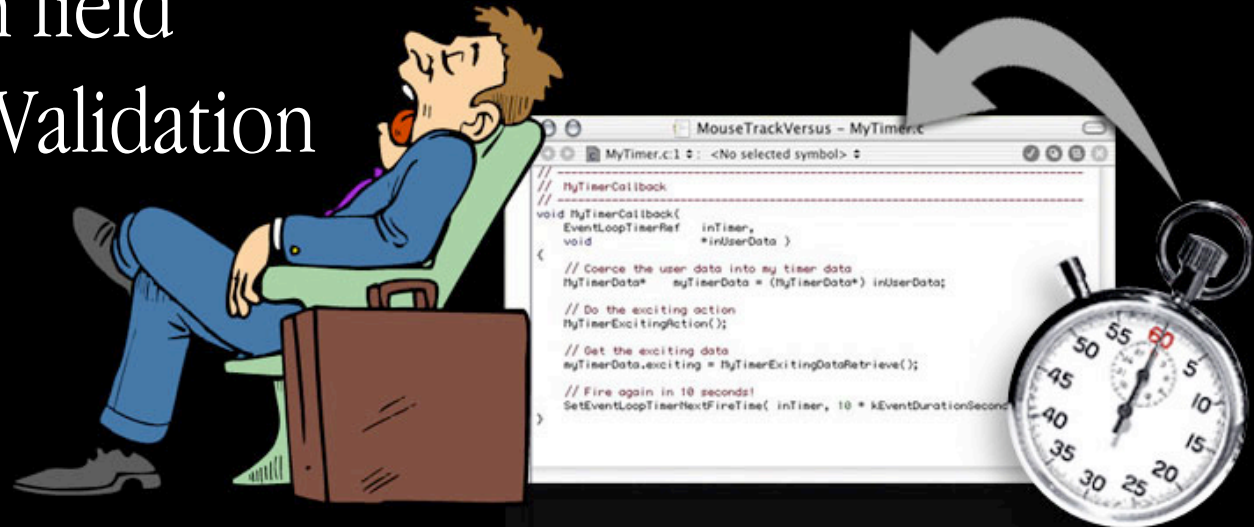 field
Validation
MouseTrackVersus – MyTimer.c
MyTimer.c:1 : <No selected symbol>
// ----------------------------------------------------------------
// MyTimerCallback
// ----------------------------------------------------------------
void MyTimerCallback(
EventLoopTimerRef inTimer,
void *inUserData )
{
// Coerce the user data into my timer data
MyTimerData* myTimerData = (MyTimerData*) inUserData;
// Do the exciting action
MyTimerExcitingAction();
// Get the exciting data
myTimerData.exciting = MyTimerExitingDataRetrieve();
// Fire again in 10 seconds!
SetEventLoopTimerNextFireTime( inTimer, 10 * kEventDurationSecond
}
60
5
10
15
20
25
30
35
40
45
50
55